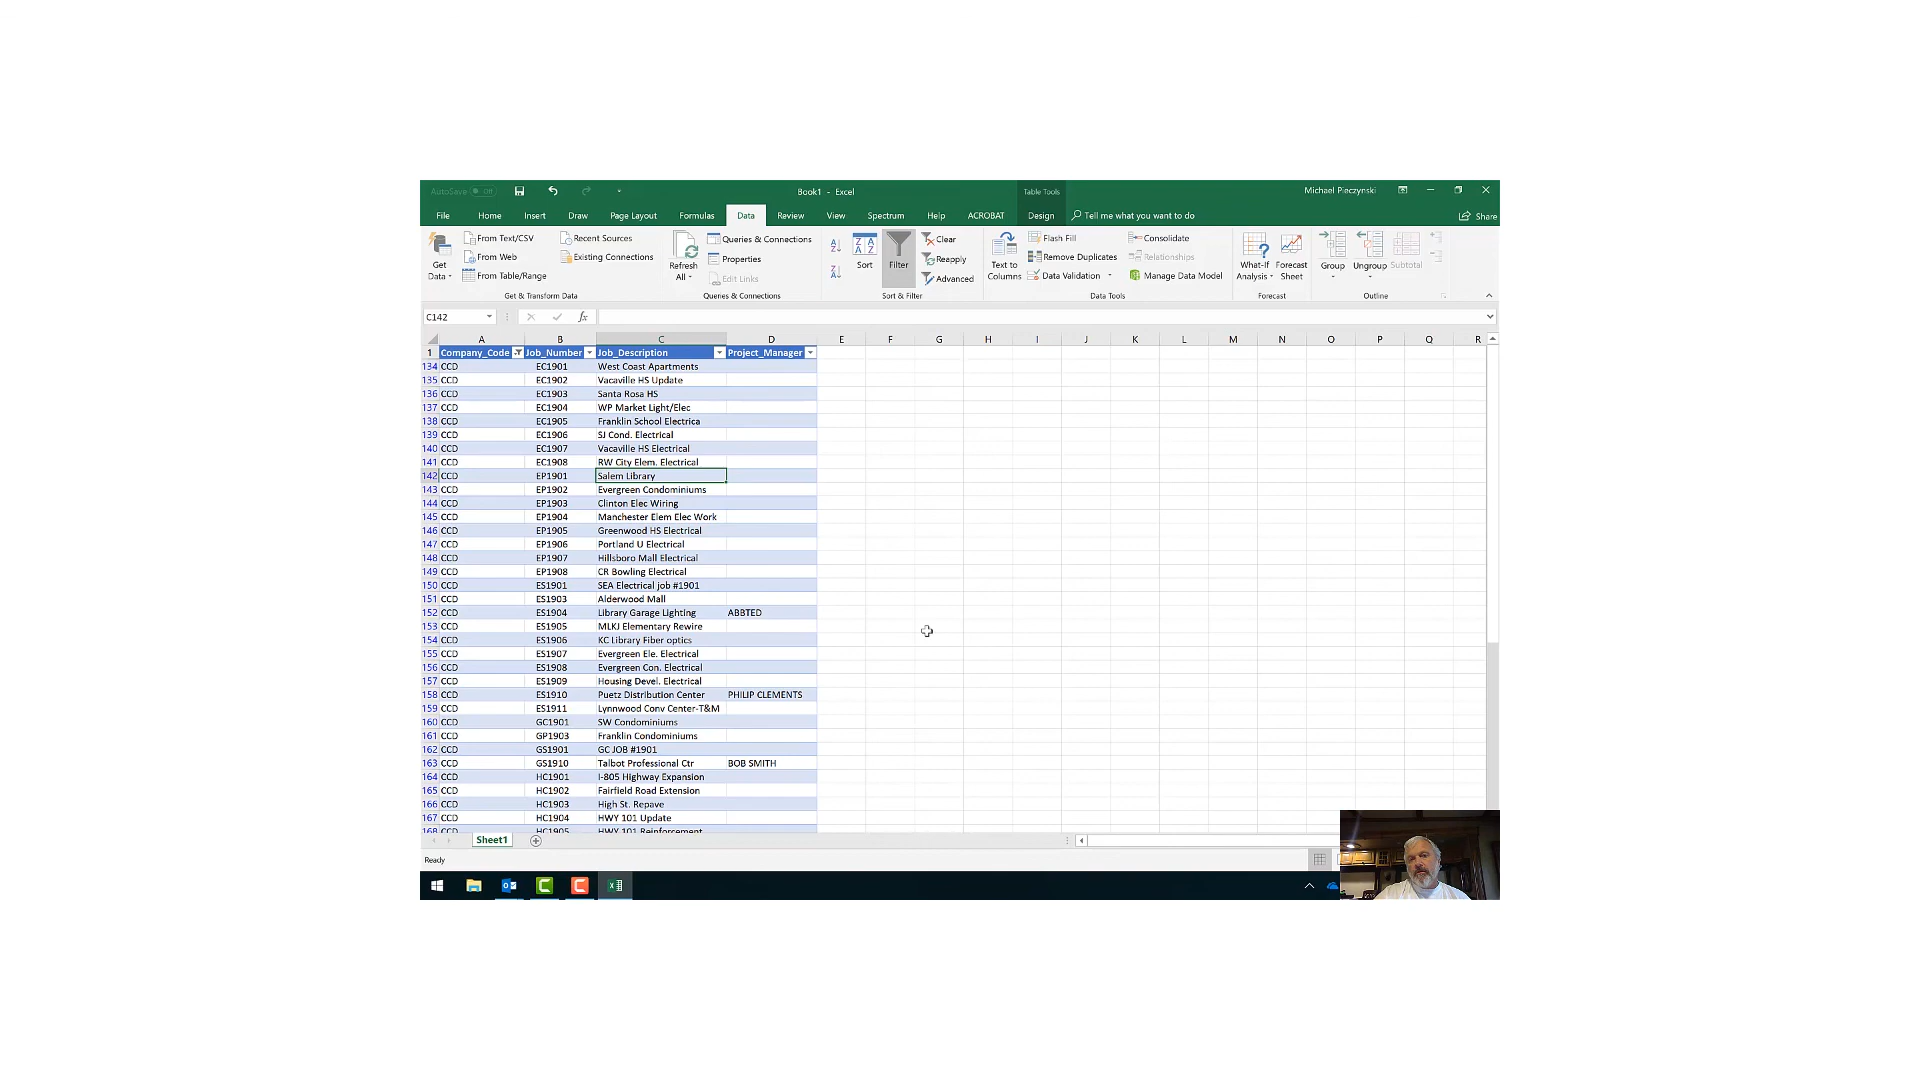 AutoSave Off Book1 - Excel Table Tools Michael Pieczynski
File Home Insert Draw Page Layout Formulas Data Review View Spectrum Help ACROBAT Design Tell me what you want to do Share
Get Data From Text/CSV From Web From Table/Range Recent Sources Existing Connections
Refresh All Queries & Connections Properties Edit Links
Sort Filter Clear Reapply Advanced
Text to Columns Flash Fill Remove Duplicates Data Validation Consolidate Relationships Manage Data Model
What-If Analysis Forecast Sheet Group Ungroup Subtotal
Get & Transform Data Queries & Connections Sort & Filter Data Tools Forecast Outline
C142 fx
A B C D E F G H I J K L M N O P Q R
1 Company_Code Job_Number Job_Description Project_Manager
134 CCD EC1901 West Coast Apartments
135 CCD EC1902 Vacaville HS Update
136 CCD EC1903 Santa Rosa HS
137 CCD EC1904 WP Market Light/Elec
138 CCD EC1905 Franklin School Electrica
139 CCD EC1906 SJ Cond. Electrical
140 CCD EC1907 Vacaville HS Electrical
141 CCD EC1908 RW City Elem. Electrical
142 CCD EP1901 Salem Library
143 CCD EP1902 Evergreen Condominiums
144 CCD EP1903 Clinton Elec Wiring
145 CCD EP1904 Manchester Elem Elec Work
146 CCD EP1905 Greenwood HS Electrical
147 CCD EP1906 Portland U Electrical
148 CCD EP1907 Hillsboro Mall Electrical
149 CCD EP1908 CR Bowling Electrical
150 CCD ES1901 SEA Electrical job #1901
151 CCD ES1903 Alderwood Mall
152 CCD ES1904 Library Garage Lighting ABBTED
153 CCD ES1905 MLKJ Elementary Rewire
154 CCD ES1906 KC Library Fiber optics
155 CCD ES1907 Evergreen Ele. Electrical
156 CCD ES1908 Evergreen Con. Electrical
157 CCD ES1909 Housing Devel. Electrical
158 CCD ES1910 Puetz Distribution Center PHILIP CLEMENTS
159 CCD ES1911 Lynnwood Conv Center-T&M
160 CCD GC1901 SW Condominiums
161 CCD GP1903 Franklin Condominiums
162 CCD GS1901 GC JOB #1901
163 CCD GS1910 Talbot Professional Ctr BOB SMITH
164 CCD HC1901 I-805 Highway Expansion
165 CCD HC1902 Fairfield Road Extension
166 CCD HC1903 High St. Repave
167 CCD HC1904 HWY 101 Update
168 CCD HC1905 HWY 101 Reinforcement
Sheet1
Ready